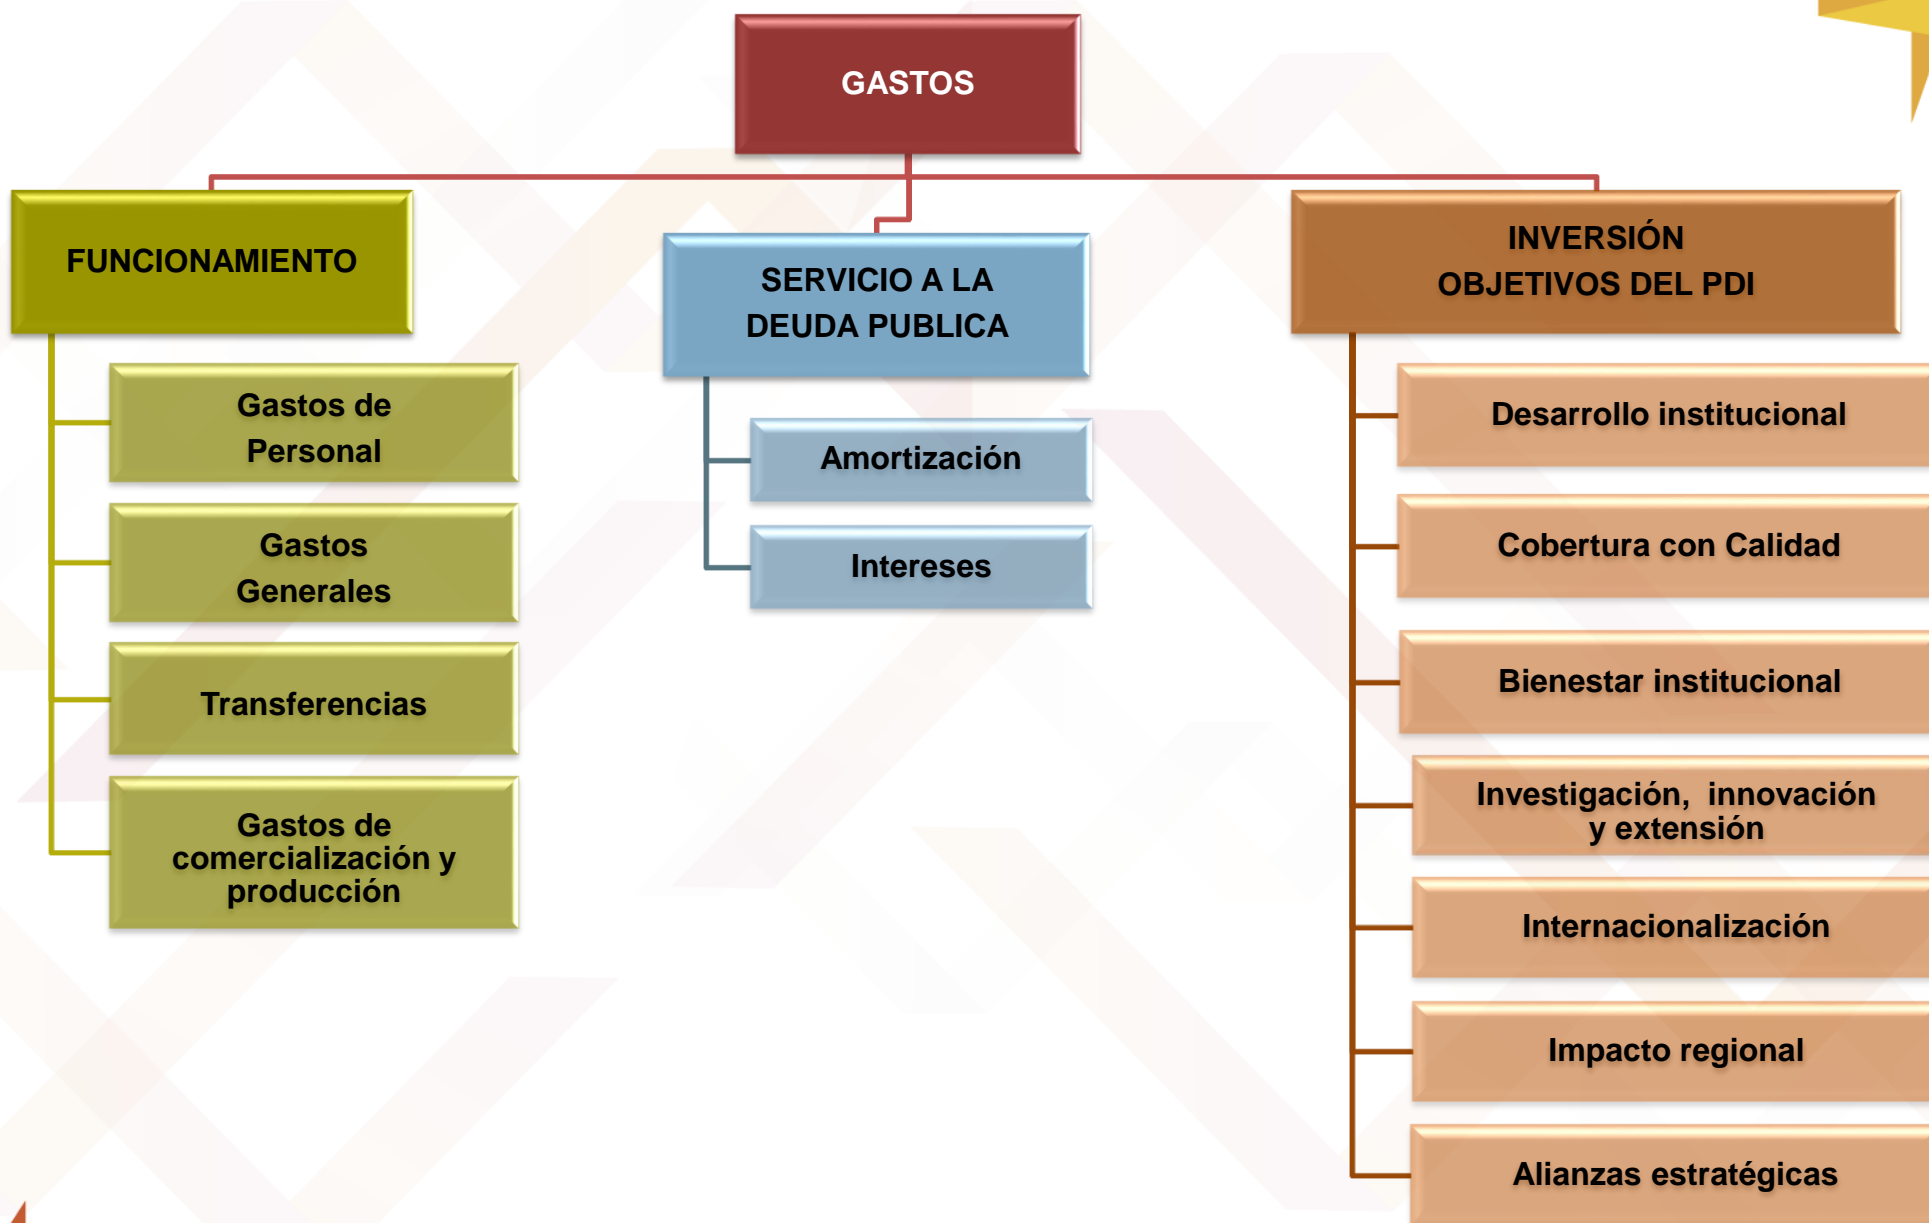 GASTOS
FUNCIONAMIENTO
Gastos de
Personal
Gastos
Generales
Transferencias
Gastos de
comercialización y
producción
SERVICIO A LA
DEUDA PUBLICA
Amortización
Intereses
INVERSIÓN
OBJETIVOS DEL PDI
Desarrollo institucional
Cobertura con Calidad
Bienestar institucional
Investigación, innovación
y extensión
Internacionalización
Impacto regional
Alianzas estratégicas